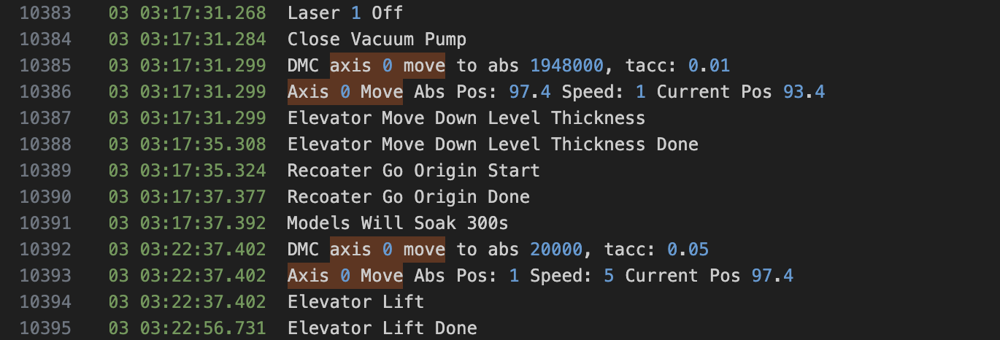 10383 03 03:17:31.268 Laser 1 Off
10384 03 03:17:31.284 Close Vacuum Pump
10385 03 03:17:31.299 DMC axis 0 move to abs 1948000, tacc: 0.01
10386 03 03:17:31.299 Axis 0 Move Abs Pos: 97.4 Speed: 1 Current Pos 93.4
10387 03 03:17:31.299 Elevator Move Down Level Thickness
10388 03 03:17:35.308 Elevator Move Down Level Thickness Done
10389 03 03:17:35.324 Recoater Go Origin Start
10390 03 03:17:37.377 Recoater Go Origin Done
10391 03 03:17:37.392 Models Will Soak 300s
10392 03 03:22:37.402 DMC axis 0 move to abs 20000, tacc: 0.05
10393 03 03:22:37.402 Axis 0 Move Abs Pos: 1 Speed: 5 Current Pos 97.4
10394 03 03:22:37.402 Elevator Lift
10395 03 03:22:56.731 Elevator Lift Done